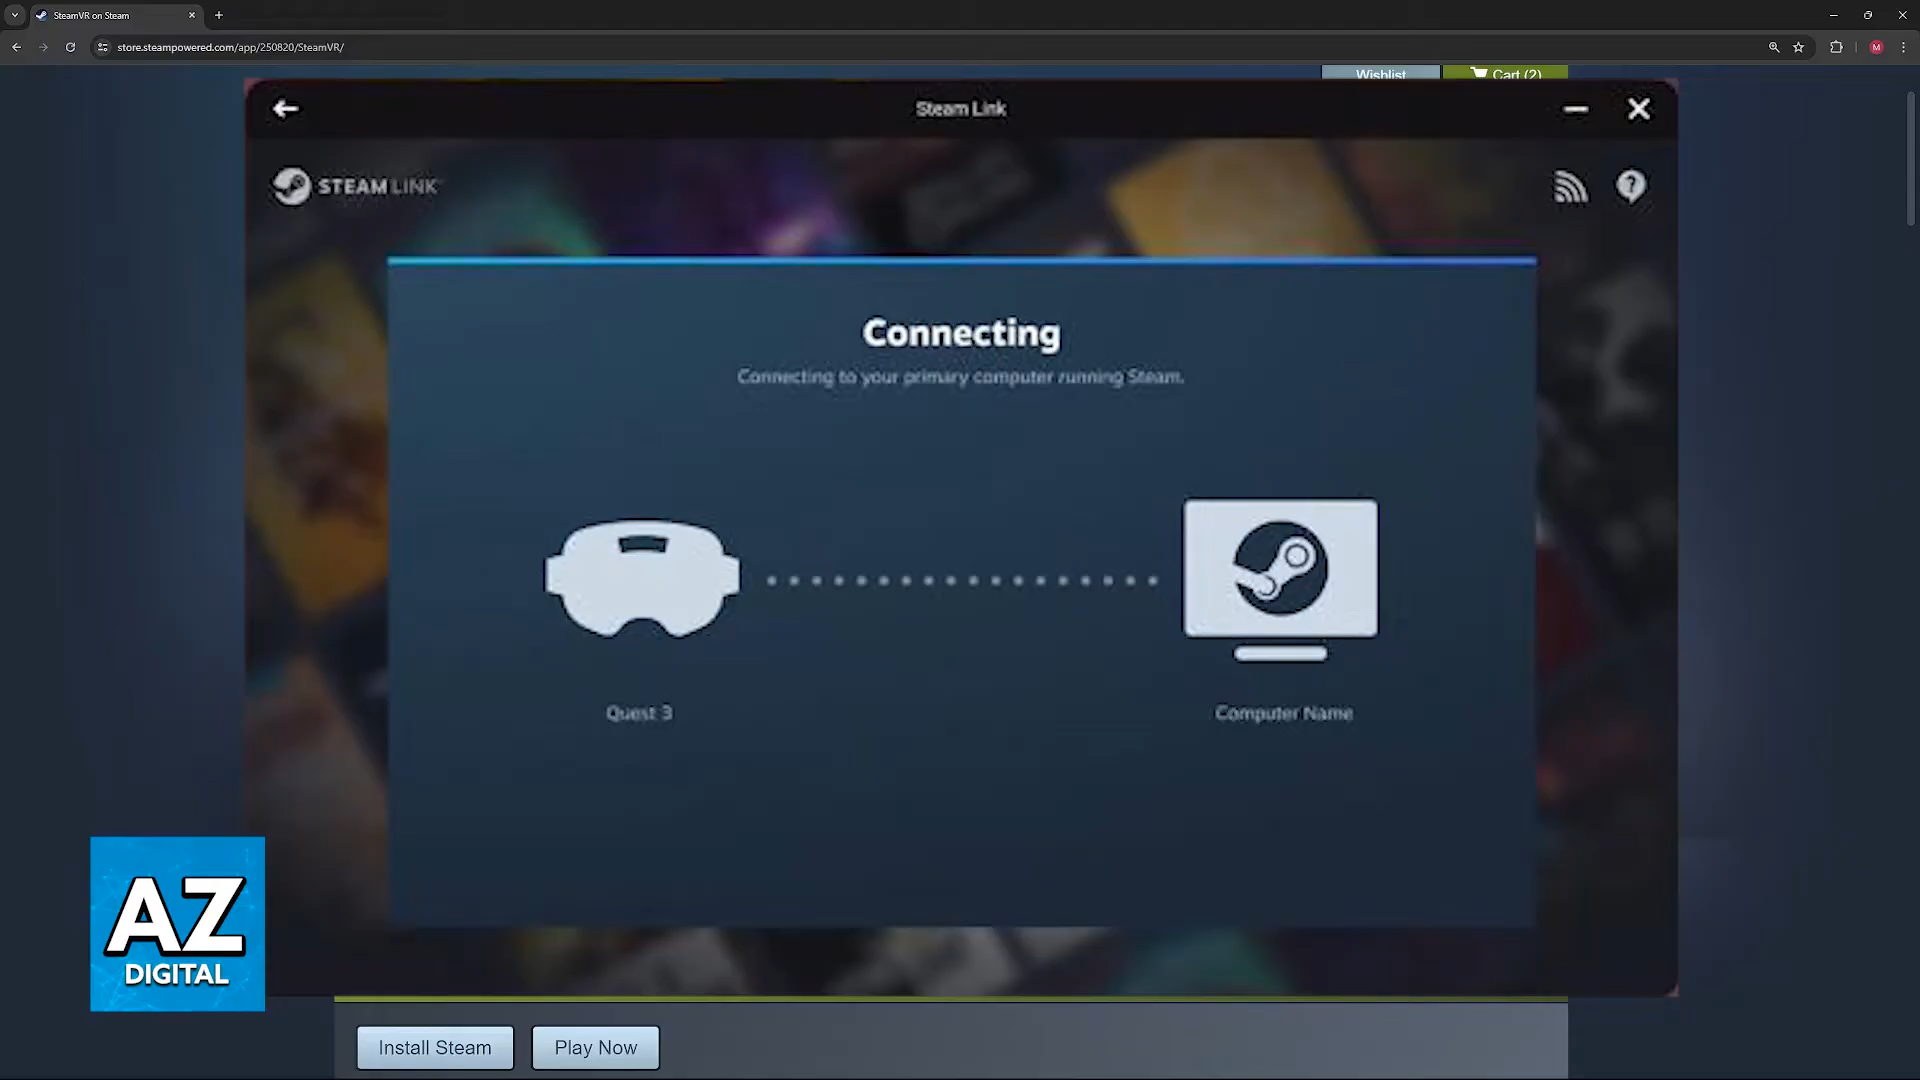 SteamVR on Steam
store.steampowered.com/app/250820/SteamVR/
M
Wishlist
Cart (2)
Steam Link
STEAM LINK
Connecting
Connecting to your primary computer running Steam.
Quest 3
Computer Name
AZ
DIGITAL
Install Steam
Play Now